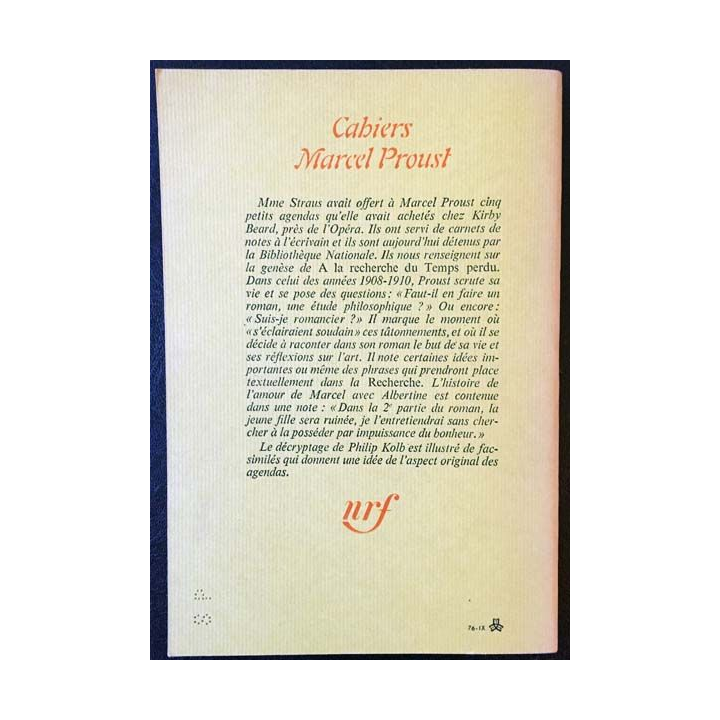 Cahiers
Marcel Proust
Mme Straus avait offert à Marcel Proust cinq
petits agendas qu'elle avait achetés chez Kirby
Beard, près de l'Opéra. Ils ont servi de carnets de
notes à l'écrivain et ils sont aujourd'hui détenus par
la Bibliothèque Nationale. Ils nous renseignent sur
la genèse de A la recherche du Temps perdu.
Dans celui des années 1908-1910, Proust scrute sa
vie et se pose des questions : « Faut-il en faire un
roman, une étude philosophique ? » Ou encore :
« Suis-je romancier ? » Il marque le moment où
« s'éclairaient soudain » ces tâtonnements, et où il se
décide à raconter dans son roman le but de sa vie et
ses réflexions sur l'art. Il note certaines idées im-
portantes ou même des phrases qui prendront place
textuellement dans la Recherche. L'histoire de
l'amour de Marcel avec Albertine est contenue
dans une note : « Dans la 2e partie du roman, la
jeune fille sera ruinée, je l'entretiendrai sans cher-
cher à la posséder par impuissance du bonheur. »
Le décryptage de Philip Kolb est illustré de fac-
similés qui donnent une idée de l'aspect original des
agendas.
nrf
76-IX